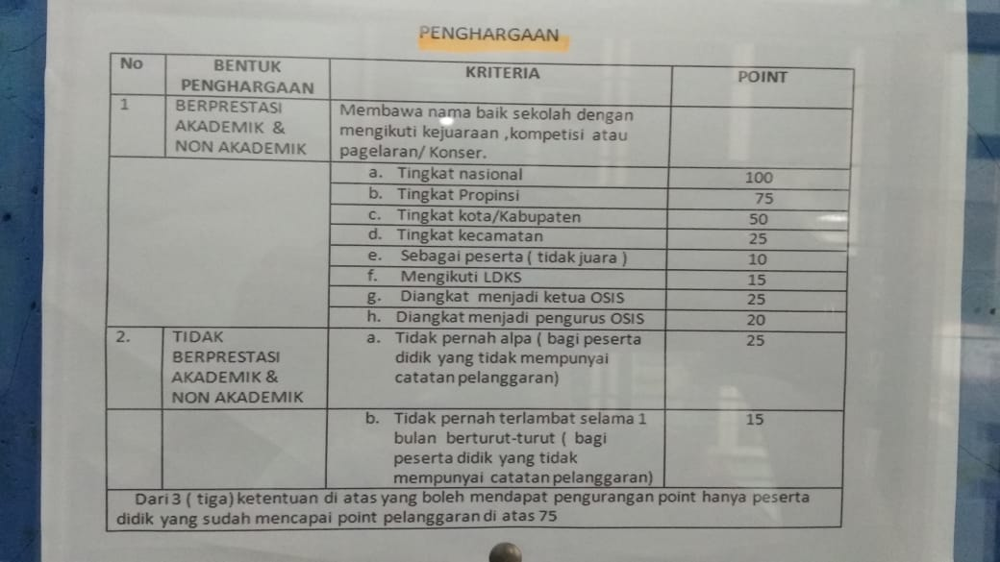 PENGHARGAAN
No BENTUK PENGHARGAAN KRITERIA POINT
1 BERPRESTASI Membawa nama baik sekolah dengan
AKADEMIK & mengikuti kejuaraan ,kompetisi atau
NON AKADEMIK pagelaran/ Konser.
a. Tingkat nasional 100
b. Tingkat Propinsi 75
c. Tingkat kota/Kabupaten 50
d. Tingkat kecamatan 25
e. Sebagai peserta ( tidak juara ) 10
f. Mengikuti LDKS 15
g. Diangkat menjadi ketua OSIS 25
h. Diangkat menjadi pengurus OSIS 20
2. TIDAK a. Tidak pernah alpa ( bagi peserta 25
BERPRESTASI didik yang tidak mempunyai
AKADEMIK & catatan pelanggaran)
NON AKADEMIK
b. Tidak pernah terlambat selama 1 15
bulan berturut-turut ( bagi
peserta didik yang tidak
mempunyai catatan pelanggaran)
Dari 3 ( tiga) ketentuan di atas yang boleh mendapat pengurangan point hanya peserta
didik yang sudah mencapai point pelanggaran di atas 75